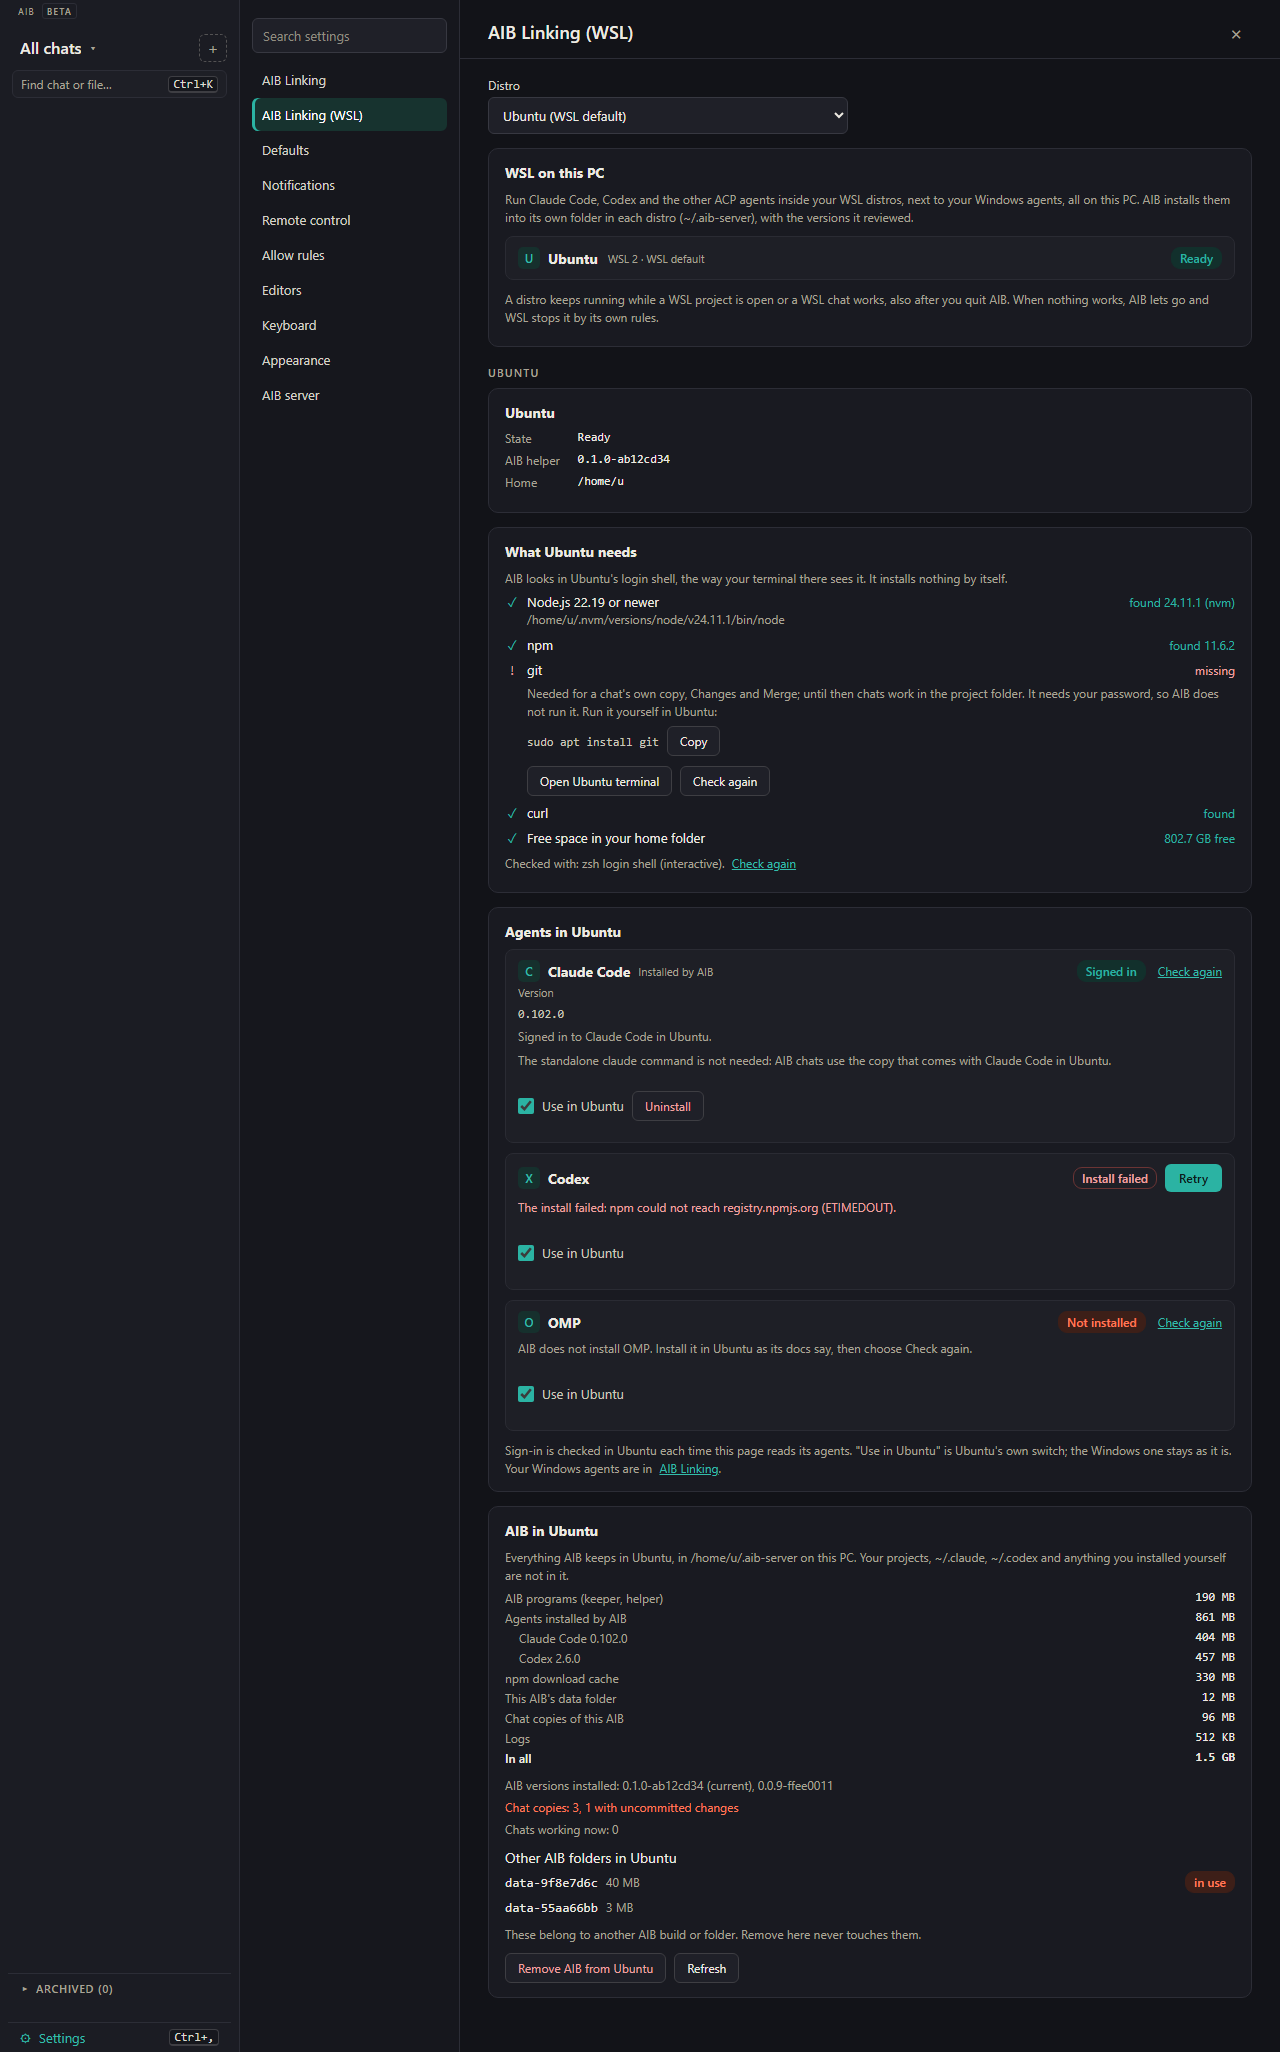 AIB BETA
All chats
+
Find chat or file... Ctrl+K
ARCHIVED (0)
Settings Ctrl+,
Search settings
AIB Linking
AIB Linking (WSL)
Defaults
Notifications
Remote control
Allow rules
Editors
Keyboard
Appearance
AIB server
AIB Linking (WSL)
Distro
Ubuntu (WSL default)
WSL on this PC
Run Claude Code, Codex and the other ACP agents inside your WSL distros, next to your Windows agents, all on this PC. AIB installs them
into its own folder in each distro (~/.aib-server), with the versions it reviewed.
U Ubuntu WSL 2 · WSL default Ready
A distro keeps running while a WSL project is open or a WSL chat works, also after you quit AIB. When nothing works, AIB lets go and
WSL stops it by its own rules.
UBUNTU
Ubuntu
State Ready
AIB helper 0.1.0-ab12cd34
Home /home/u
What Ubuntu needs
AIB looks in Ubuntu's login shell, the way your terminal there sees it. It installs nothing by itself.
✓ Node.js 22.19 or newer found 24.11.1 (nvm)
/home/u/.nvm/versions/node/v24.11.1/bin/node
✓ npm found 11.6.2
! git missing
Needed for a chat's own copy, Changes and Merge; until then chats work in the project folder. It needs your password, so AIB does
not run it. Run it yourself in Ubuntu:
sudo apt install git Copy
Open Ubuntu terminal Check again
✓ curl found
✓ Free space in your home folder 802.7 GB free
Checked with: zsh login shell (interactive). Check again
Agents in Ubuntu
C Claude Code Installed by AIB Signed in Check again
Version
0.102.0
Signed in to Claude Code in Ubuntu.
The standalone claude command is not needed: AIB chats use the copy that comes with Claude Code in Ubuntu.
Use in Ubuntu Uninstall
X Codex Install failed Retry
The install failed: npm could not reach registry.npmjs.org (ETIMEDOUT).
Use in Ubuntu
O OMP Not installed Check again
AIB does not install OMP. Install it in Ubuntu as its docs say, then choose Check again.
Use in Ubuntu
Sign-in is checked in Ubuntu each time this page reads its agents. "Use in Ubuntu" is Ubuntu's own switch; the Windows one stays as it is.
Your Windows agents are in AIB Linking.
AIB in Ubuntu
Everything AIB keeps in Ubuntu, in /home/u/.aib-server on this PC. Your projects, ~/.claude, ~/.codex and anything you installed yourself
are not in it.
AIB programs (keeper, helper) 190 MB
Agents installed by AIB 861 MB
Claude Code 0.102.0 404 MB
Codex 2.6.0 457 MB
npm download cache 330 MB
This AIB's data folder 12 MB
Chat copies of this AIB 96 MB
Logs 512 KB
In all 1.5 GB
AIB versions installed: 0.1.0-ab12cd34 (current), 0.0.9-ffee0011
Chat copies: 3, 1 with uncommitted changes
Chats working now: 0
Other AIB folders in Ubuntu
data-9f8e7d6c 40 MB in use
data-55aa66bb 3 MB
These belong to another AIB build or folder. Remove here never touches them.
Remove AIB from Ubuntu Refresh